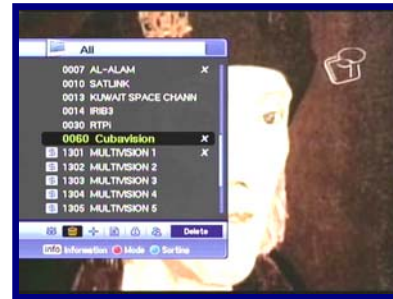 All
0007 AL-ALAM x
0010 SATLINK
0013 KUWAIT SPACE CHANN
0014 IRIB3
0030 RTPi
0060 Cubavision x
$ 1301 MULTIVISION 1 x
$ 1302 MULTIVISION 2
$ 1303 MULTIVISION 3
$ 1304 MULTIVISION 4
$ 1305 MULTIVISION 5
Delete
Info Information Mode Sorting